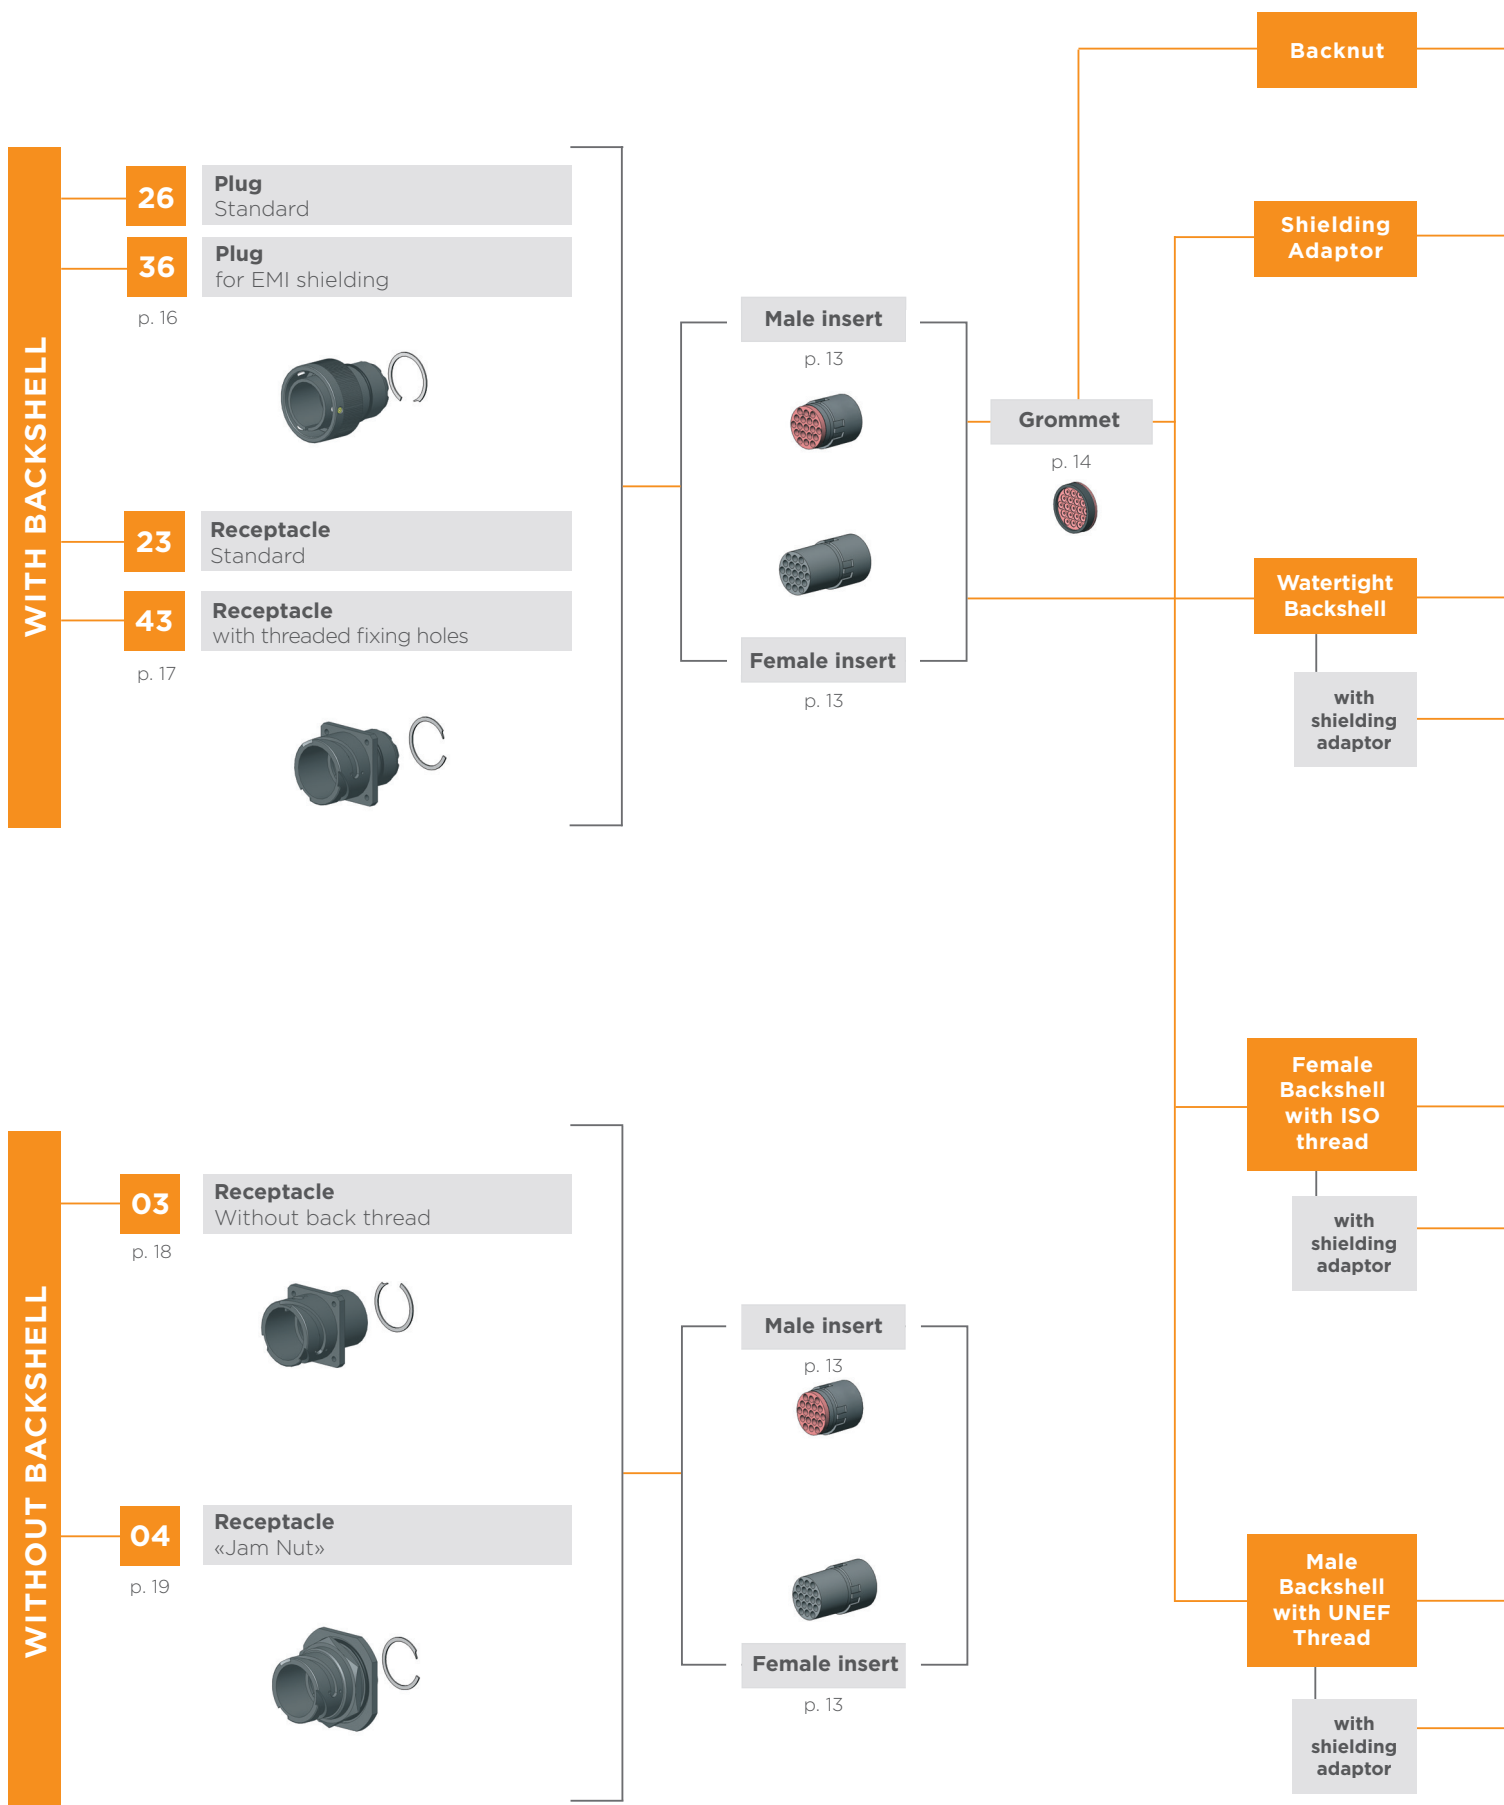 WITH BACKSHELL
26
Plug
Standard
36
Plug
for EMI shielding
p. 16
23
Receptacle
Standard
43
Receptacle
with threaded fixing holes
p. 17
Male insert
p. 13
Female insert
p. 13
Grommet
p. 14
Backnut
Shielding
Adaptor
Watertight
Backshell
with
shielding
adaptor
Female
Backshell
with ISO
thread
with
shielding
adaptor
Male
Backshell
with UNEF
Thread
with
shielding
adaptor
WITHOUT BACKSHELL
03
Receptacle
Without back thread
p. 18
04
Receptacle
«Jam Nut»
p. 19
Male insert
p. 13
Female insert
p. 13